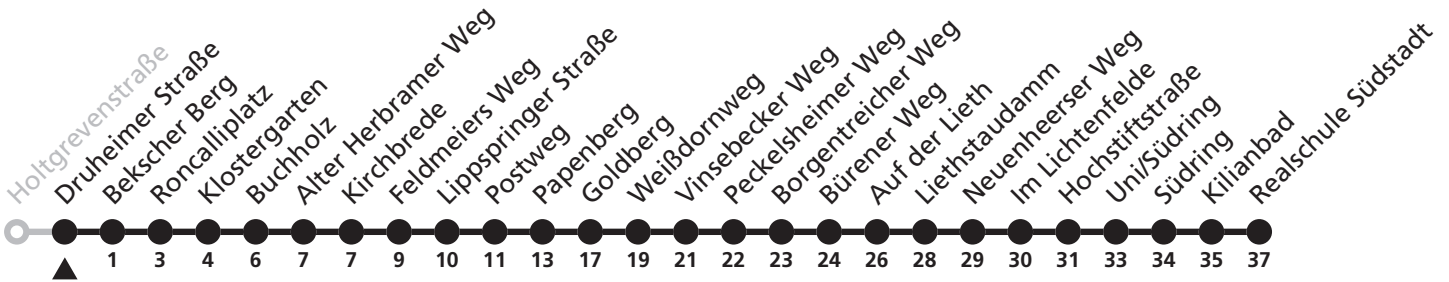 Holtgrevenstraße
Druheimer Straße
Bekscher Berg
Roncalliplatz
Klostergarten
Buchholz
Alter Herbramer Weg
Kirchbrede
Feldmeiers Weg
Lippspringer Straße
Postweg
Papenberg
Goldberg
Weißdornweg
Vinsebecker Weg
Peckelsheimer Weg
Borgentreicher Weg
Bürener Weg
Auf der Lieth
Liethstaudamm
Neuenheerser Weg
Im Lichtenfelde
Hochstiftstraße
Uni/Südring
Südring
Kilianbad
Realschule Südstadt
1 3 4 6 7 7 9 10 11 13 17 19 21 22 23 24 26 28 29 30 31 33 34 35 37